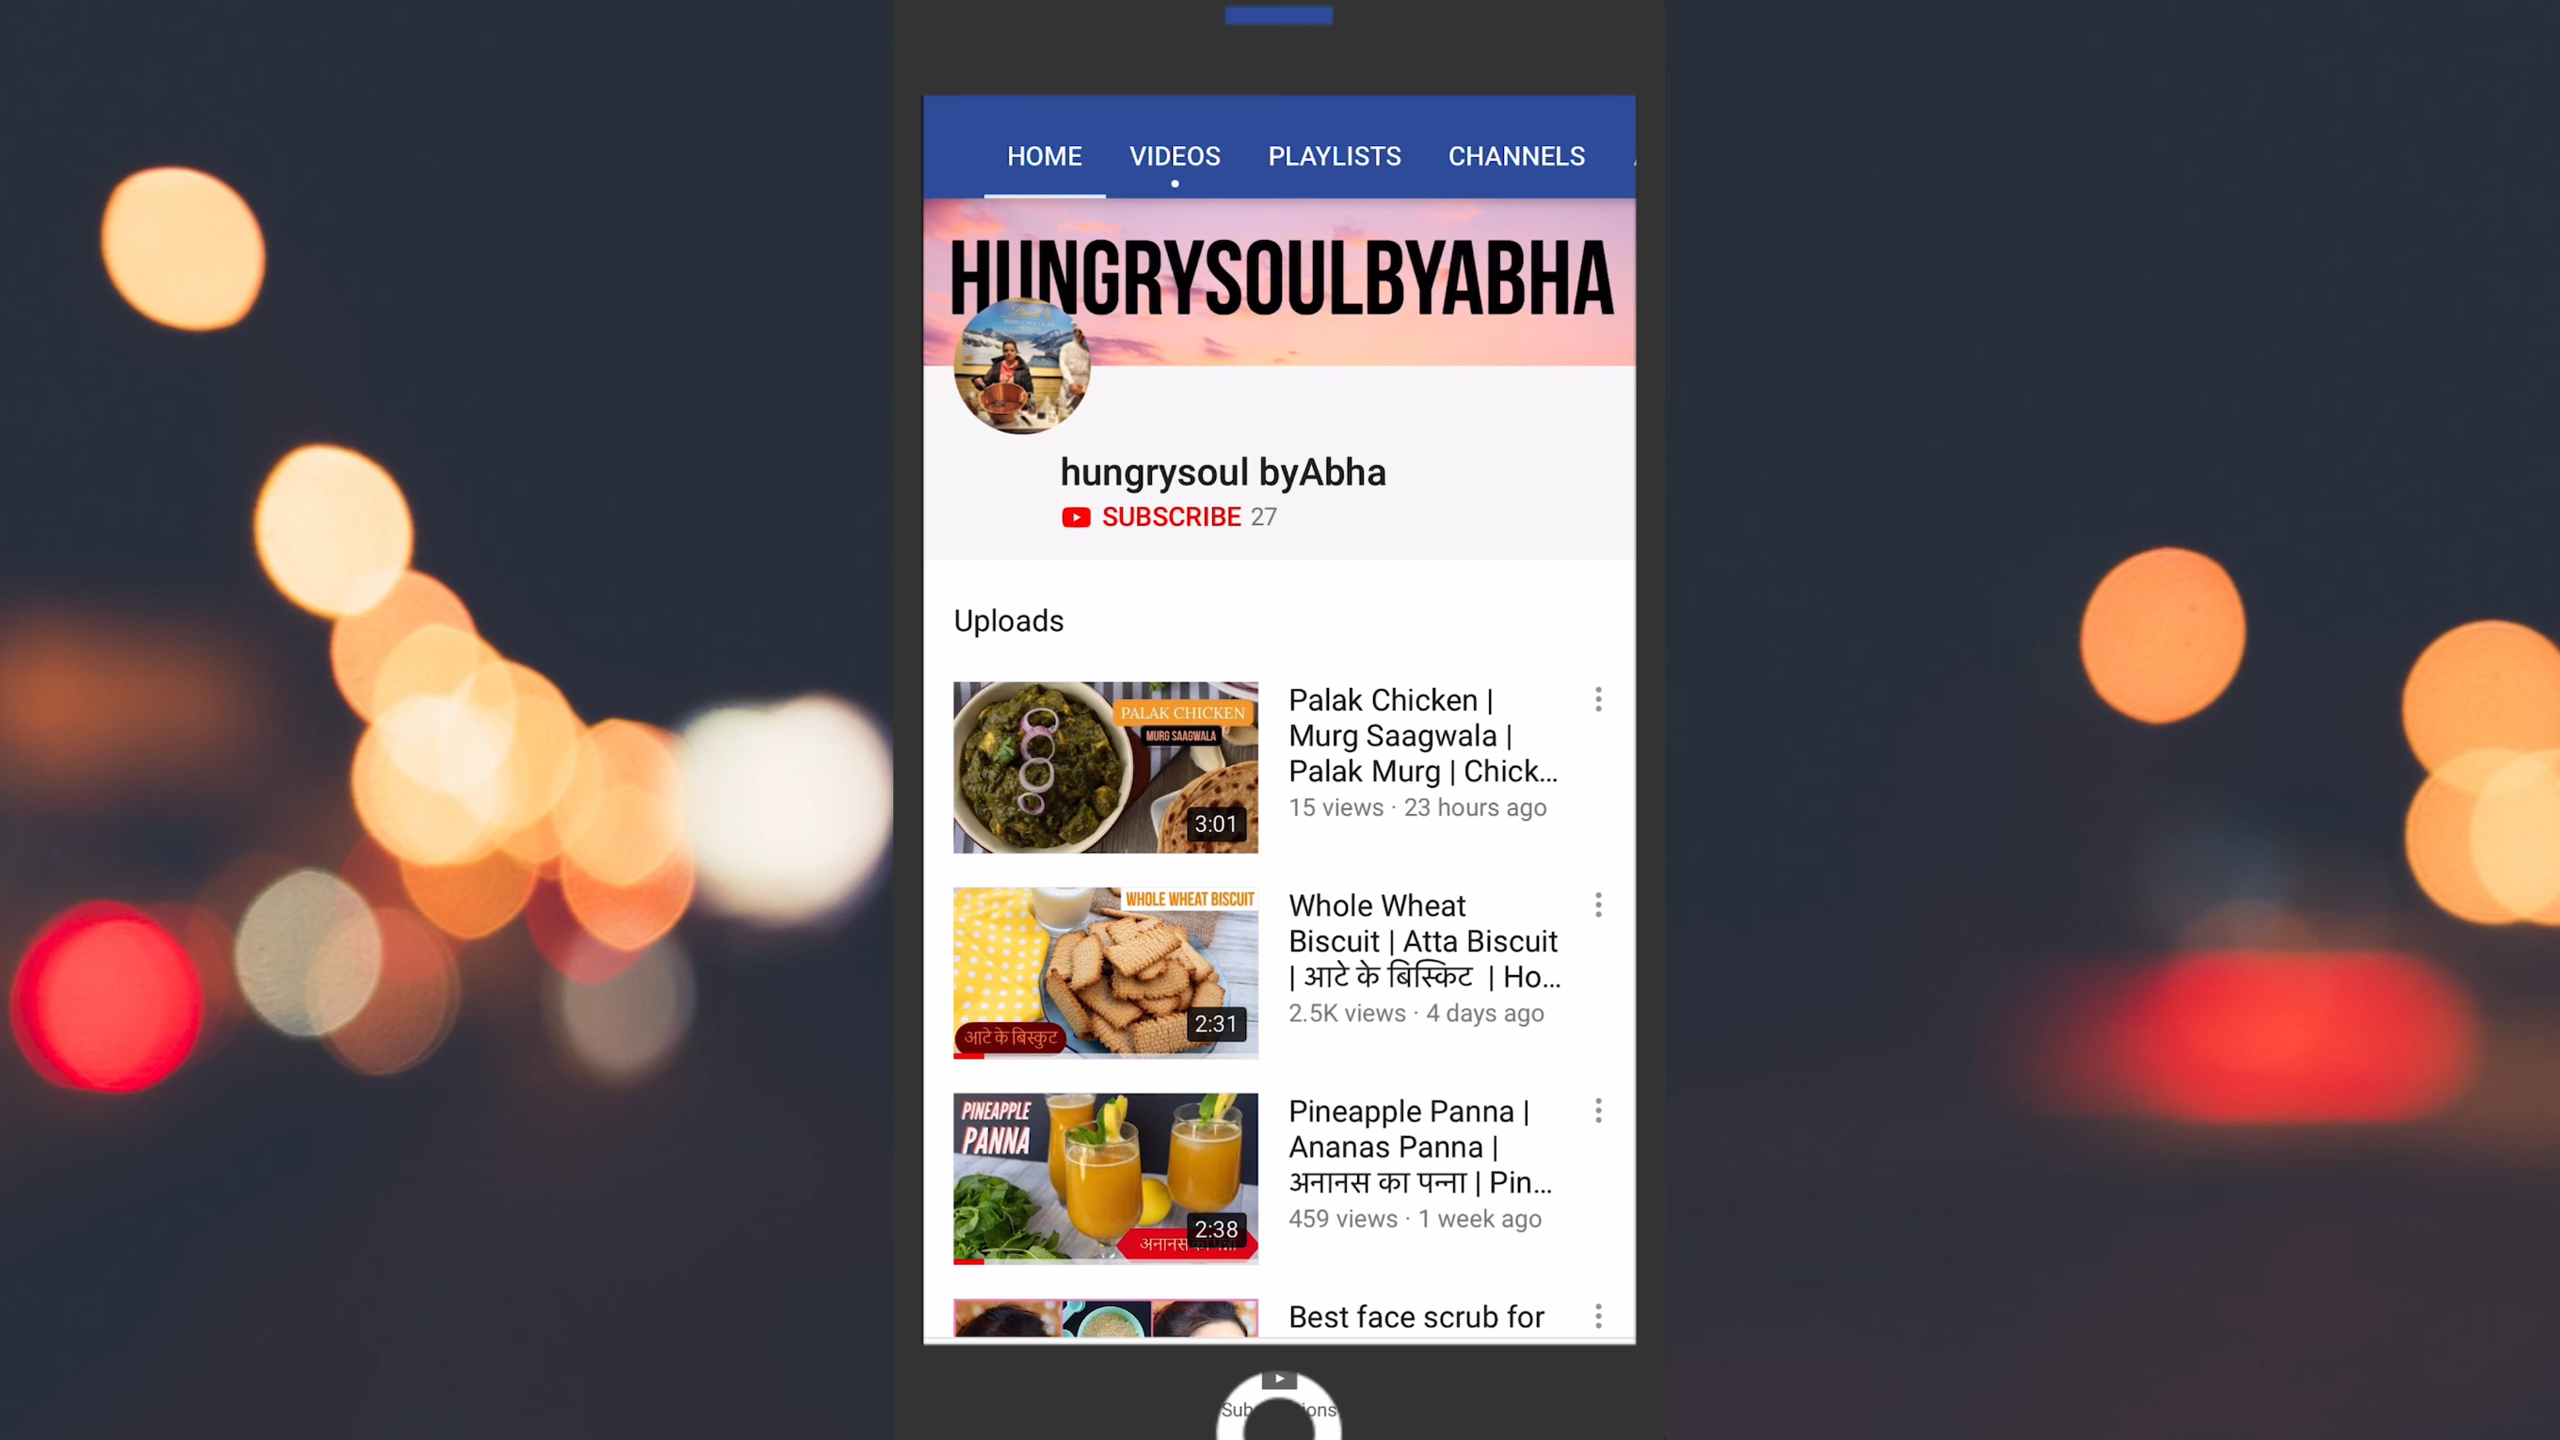 HOME VIDEOS PLAYLISTS CHANNELS
HUNGRYSOULBYABHA
hungrysoul byAbha
SUBSCRIBE 27
Uploads
PALAK CHICKEN
MURG SAAGWALA
3:01
Palak Chicken |
Murg Saagwala |
Palak Murg | Chick...
15 views · 23 hours ago
WHOLE WHEAT BISCUIT
आटे के बिस्कुट
2:31
Whole Wheat
Biscuit | Atta Biscuit
| आटे के बिस्किट | Ho...
2.5K views · 4 days ago
PINEAPPLE
PANNA
2:38
अनानस
Pineapple Panna |
Ananas Panna |
अनानस का पन्ना | Pin...
459 views · 1 week ago
Best face scrub for